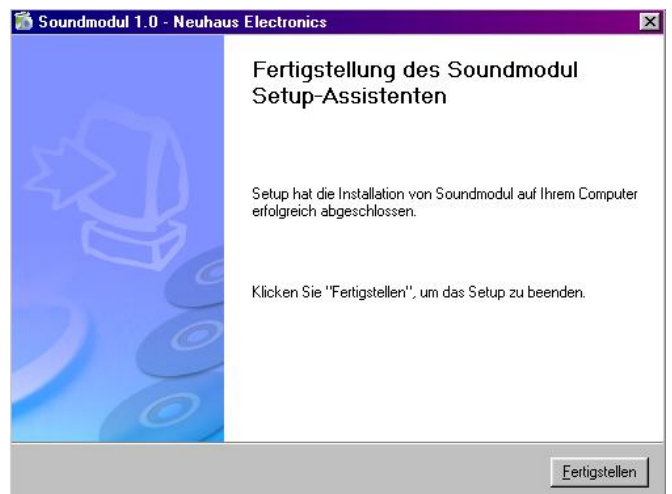 Soundmodul 1.0 - Neuhaus Electronics
Fertigstellung des Soundmodul
Setup-Assistenten
Setup hat die Installation von Soundmodul auf Ihrem Computer
erfolgreich abgeschlossen.
Klicken Sie "Fertigstellen", um das Setup zu beenden.
Fertigstellen